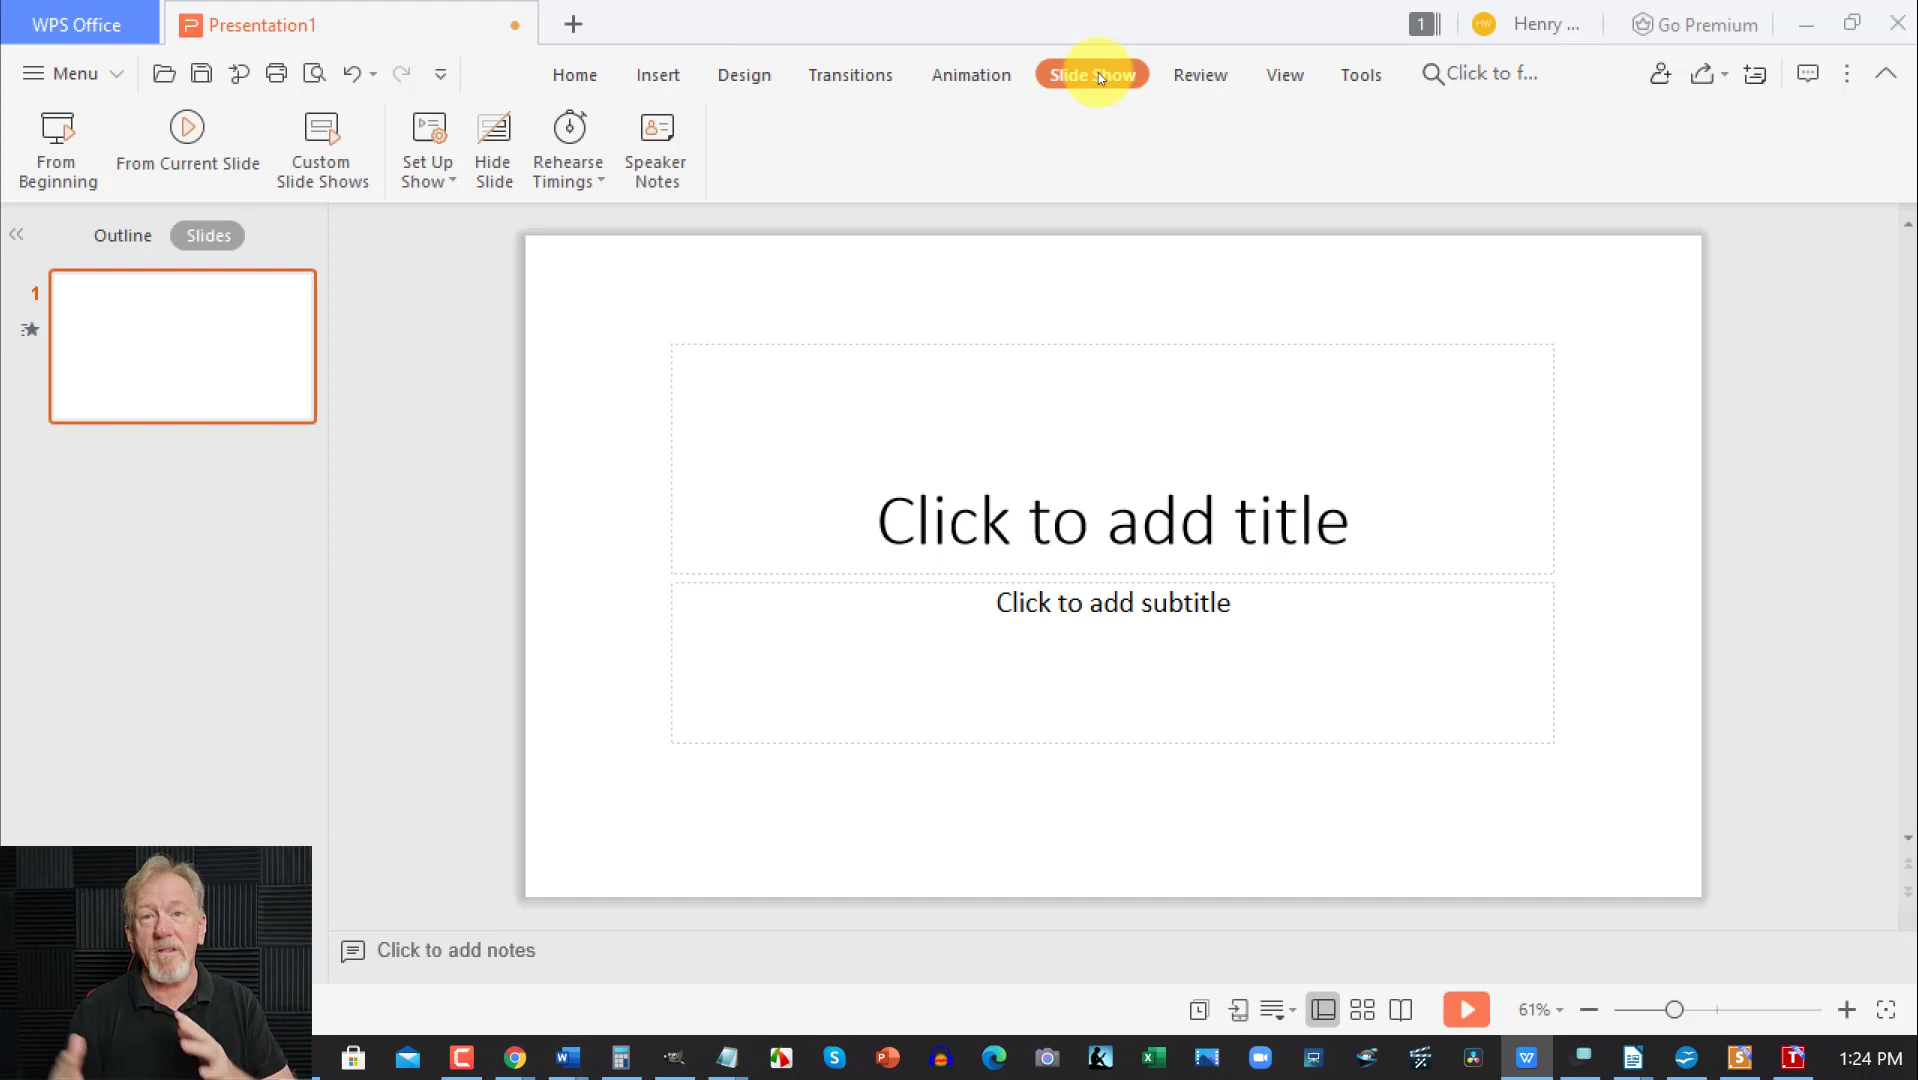 WPS Office
Presentation1
1
HW
Henry ...
Go Premium
Menu
Home
Insert
Design
Transitions
Animation
Slide Show
Review
View
Tools
Click to f...
From
Beginning
From Current Slide
Custom
Slide Shows
Set Up
Show
Hide
Slide
Rehearse
Timings
Speaker
Notes
Outline
Slides
1
Click to add title
Click to add subtitle
Click to add notes
61%
1:24 PM